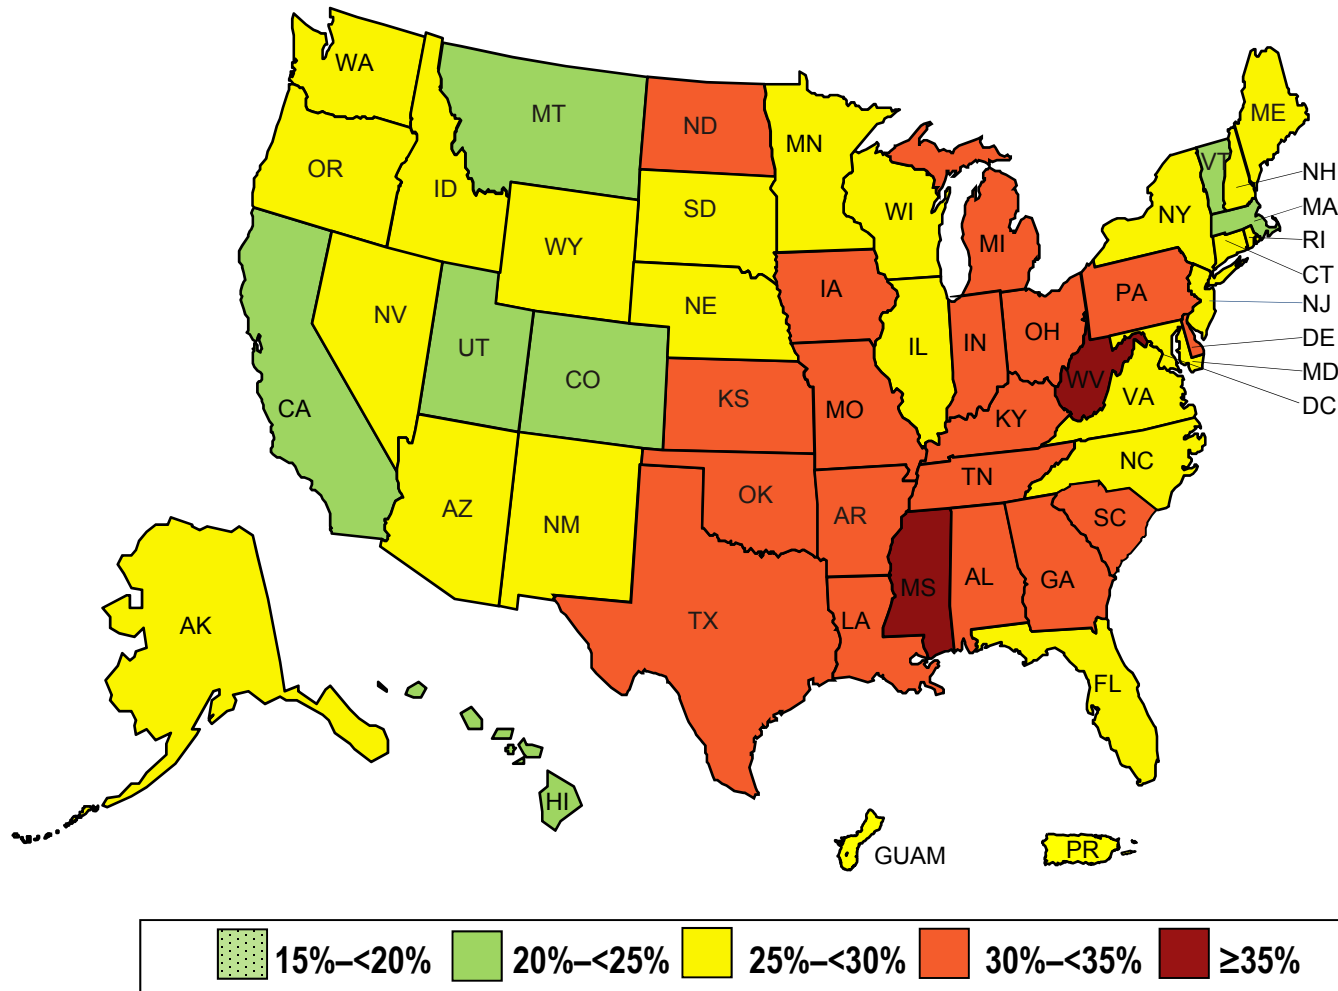 WA
MT
ND
MN
ME
OR
ID
SD
WI
VT
NH
MA
NY
MI
RI
WY
CT
IA
PA
NE
NJ
NV
OH
UT
IL
IN
DE
CO
WV
MD
CA
KS
MO
VA
DC
KY
NC
TN
OK
AZ
NM
AR
SC
MS
AL
GA
TX
LA
AK
FL
HI
GUAM
PR
15%–<20% 20%–<25% 25%–<30% 30%–<35% ≥35%